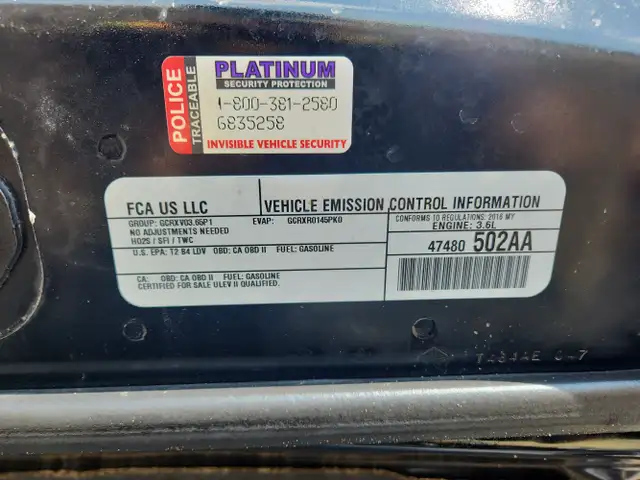 POLICE
TRACEABLE
PLATINUM
SECURITY PROTECTION
1-800-381-2580
G835258
INVISIBLE VEHICLE SECURITY
FCA US LLC
VEHICLE EMISSION CONTROL INFORMATION
GROUP: GCRXV03.65P1 EVAP: GCRXR0145PK0
NO ADJUSTMENTS NEEDED
HO2S / SFI / TWC
U.S. EPA: T2 B4 LDV OBD: CA OBD II FUEL: GASOLINE
CA: OBD: CA OBD II FUEL: GASOLINE
CERTIFIED FOR SALE ULEV II QUALIFIED.
CONFORMS TO REGULATIONS: 2016 MY
ENGINE: 3.6L
47480 502AA